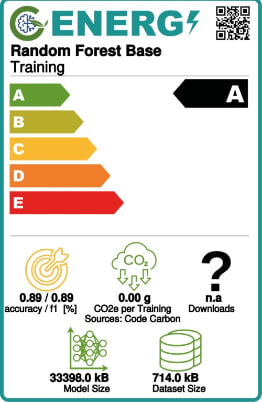 ENERG
Random Forest Base
Training
A
A
B
C
D
E
CO₂
?
0.89 / 0.89
accuracy / f1 [%]
0.00 g
CO2e per Training
Sources: Code Carbon
n.a
Downloads
33398.0 kB
Model Size
714.0 kB
Dataset Size